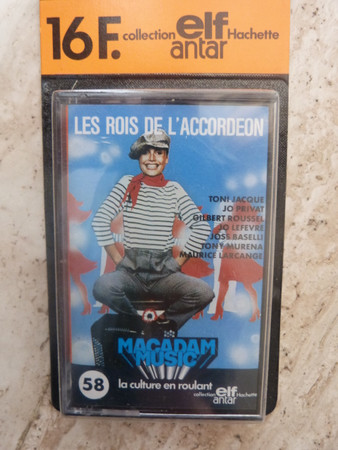 16F. collection elf Hachette
antar
LES ROIS DE L'ACCORDEON
TONI JACQUE
JO PRIVAT
GILBERT ROUSSEL
JO LEFEVRE
JOSS BASELLI
TONY MURENA
MAURICE LARCANGE
MACADAM
MUSIC
58
la culture en roulant
collection elf Hachette
antar